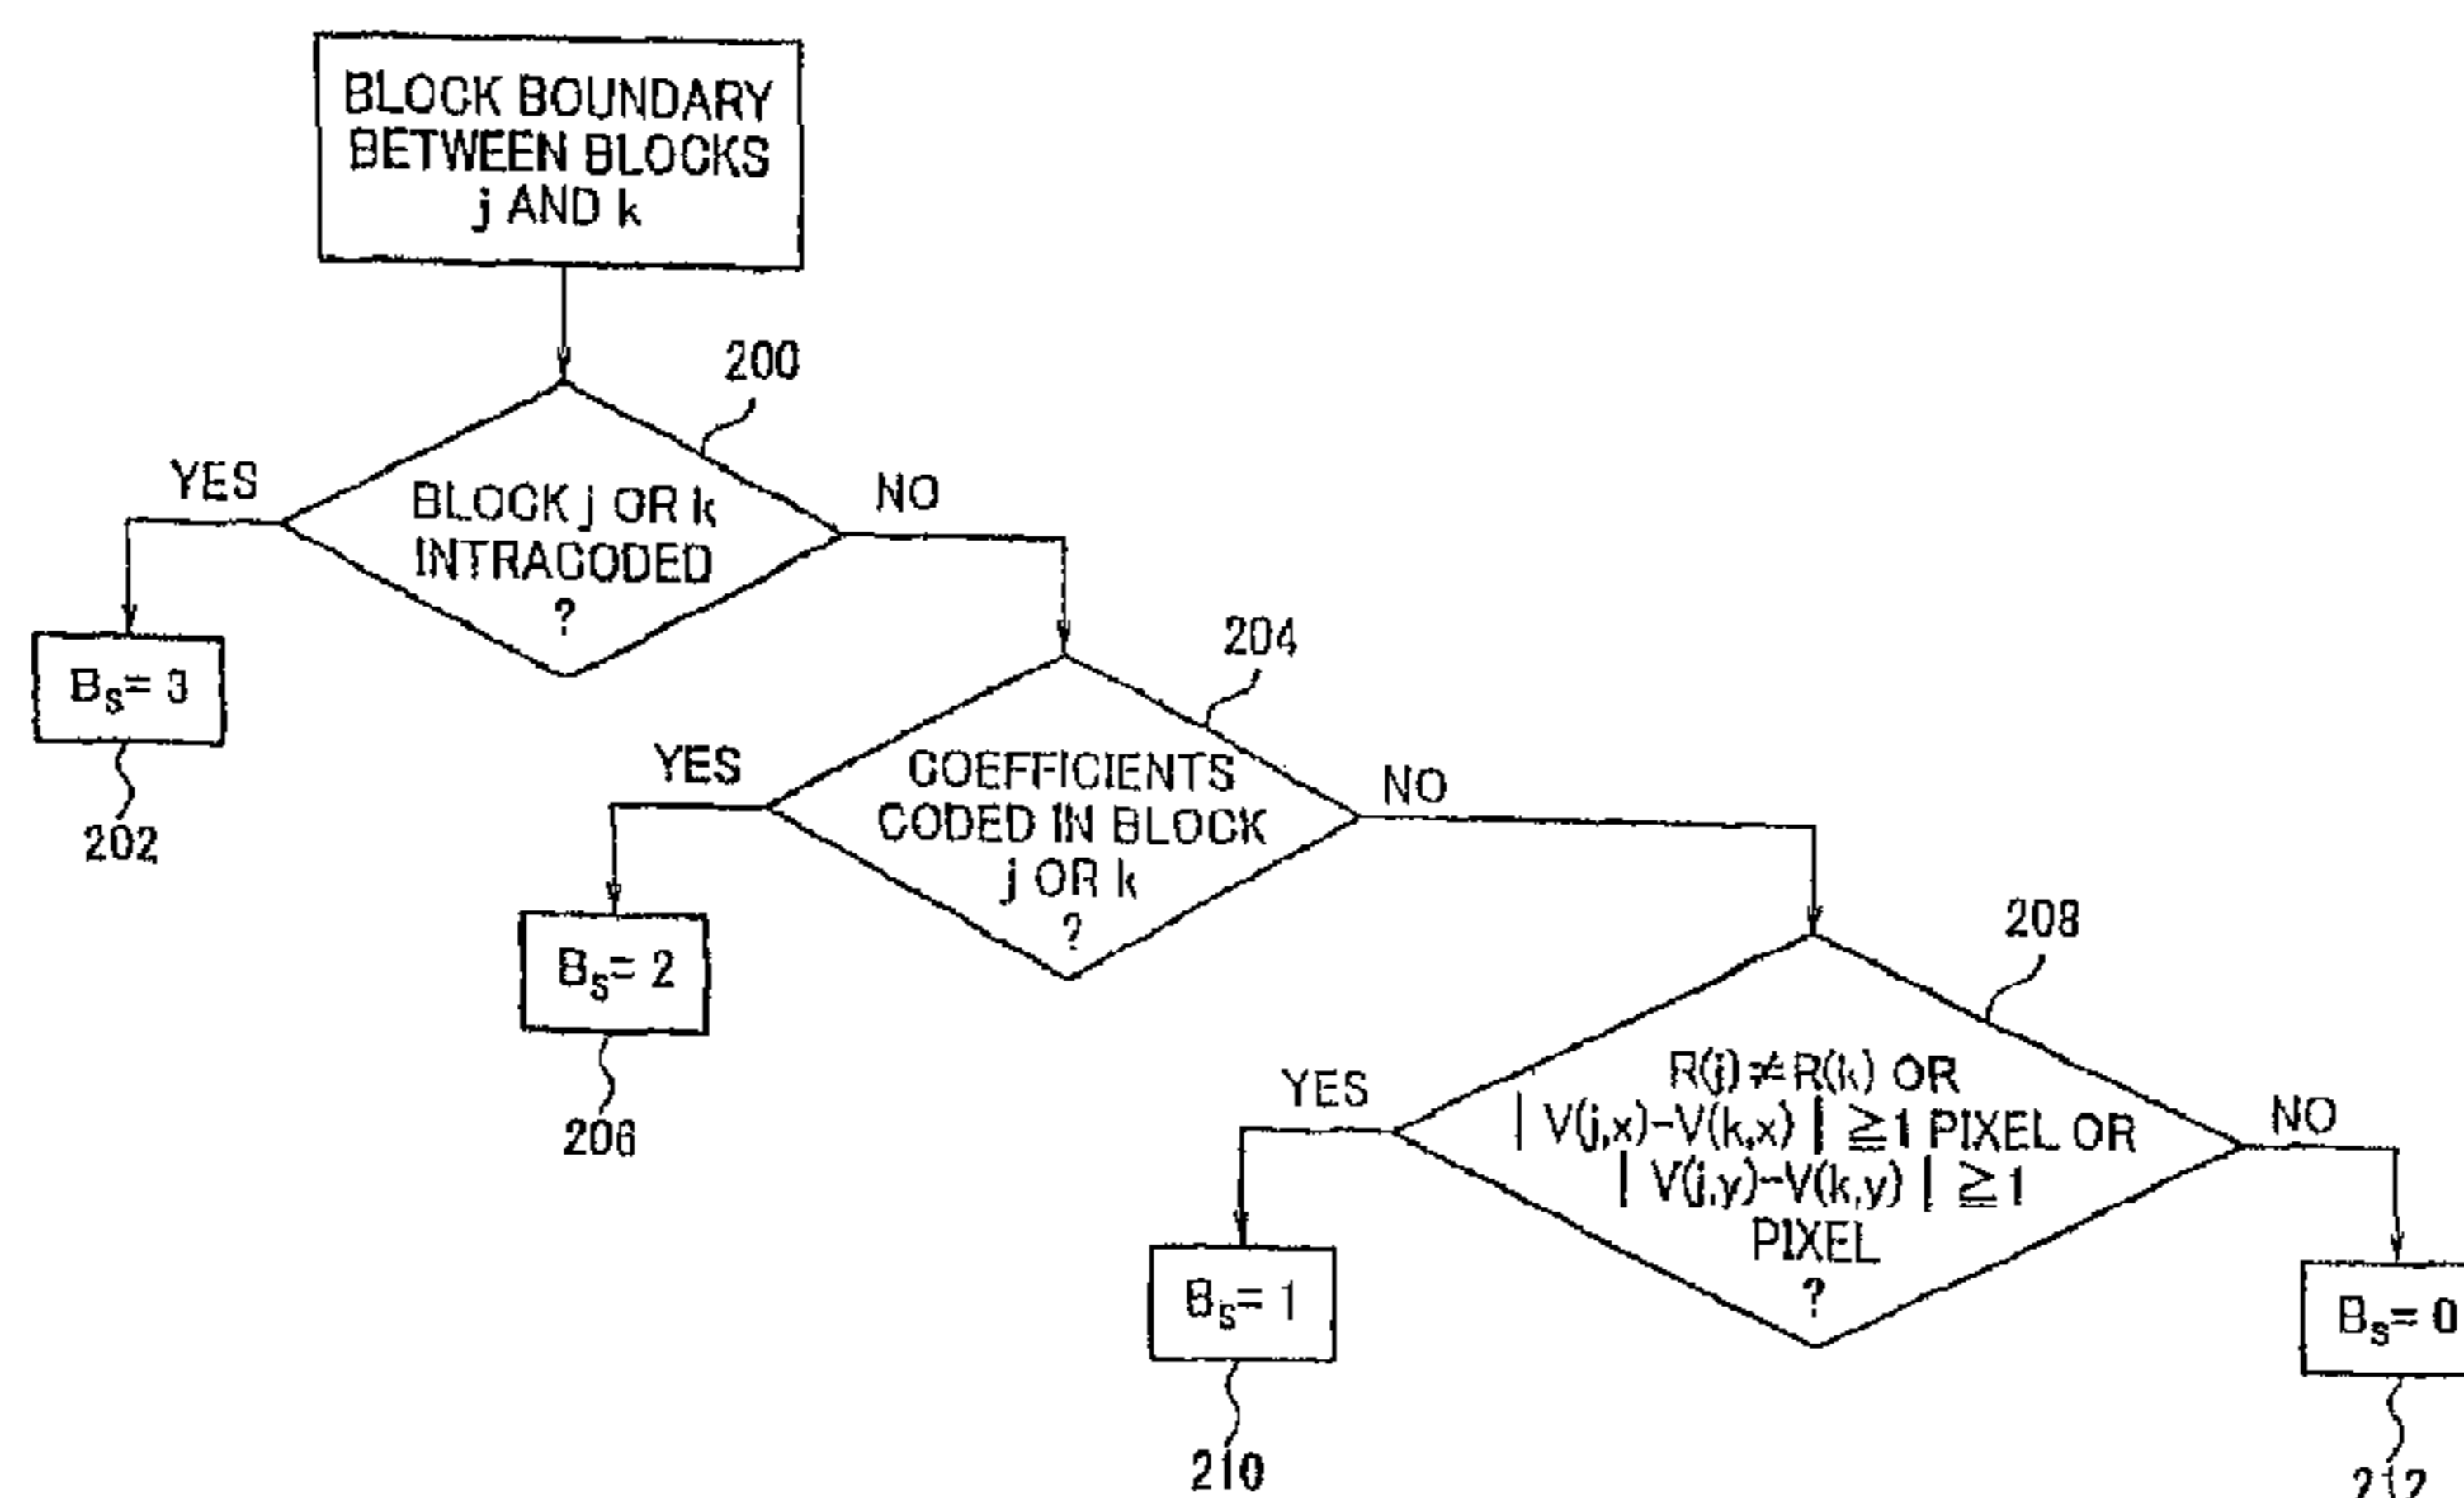 BLOCK BOUNDARY
BETWEEN BLOCKS
j AND k
200
YES
NO
BLOCK j OR k
INTRACODED
?
Bs= 3
202
204
YES
NO
COEFFICIENTS
CODED IN BLOCK
j OR k
?
Bs= 2
206
208
YES
NO
R(j)≠R(k) OR
| V(j,x)-V(k,x) | ≧1 PIXEL OR
| V(j,y)-V(k,y) | ≧1
PIXEL
?
Bs= 1
210
Bs= 0
212